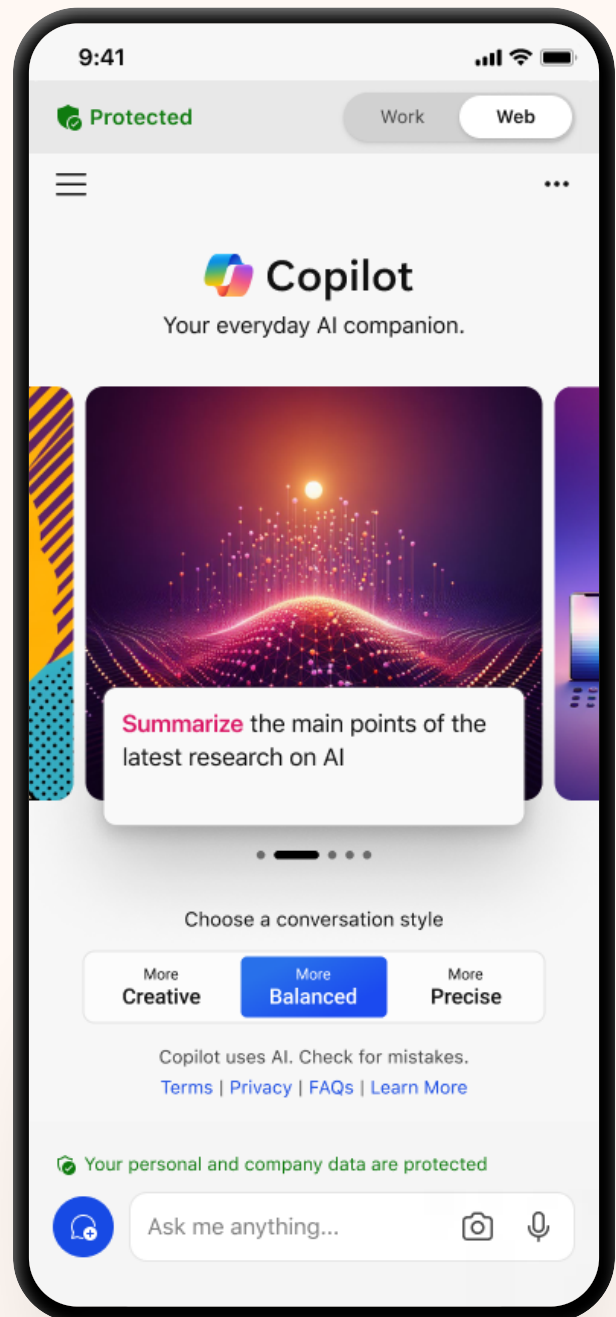 9:41
Protected
Work
Web
Copilot
Your everyday AI companion.
Summarize the main points of the
latest research on AI
Choose a conversation style
More
Creative
More
Balanced
More
Precise
Copilot uses AI. Check for mistakes.
Terms | Privacy | FAQs | Learn More
Your personal and company data are protected
Ask me anything...